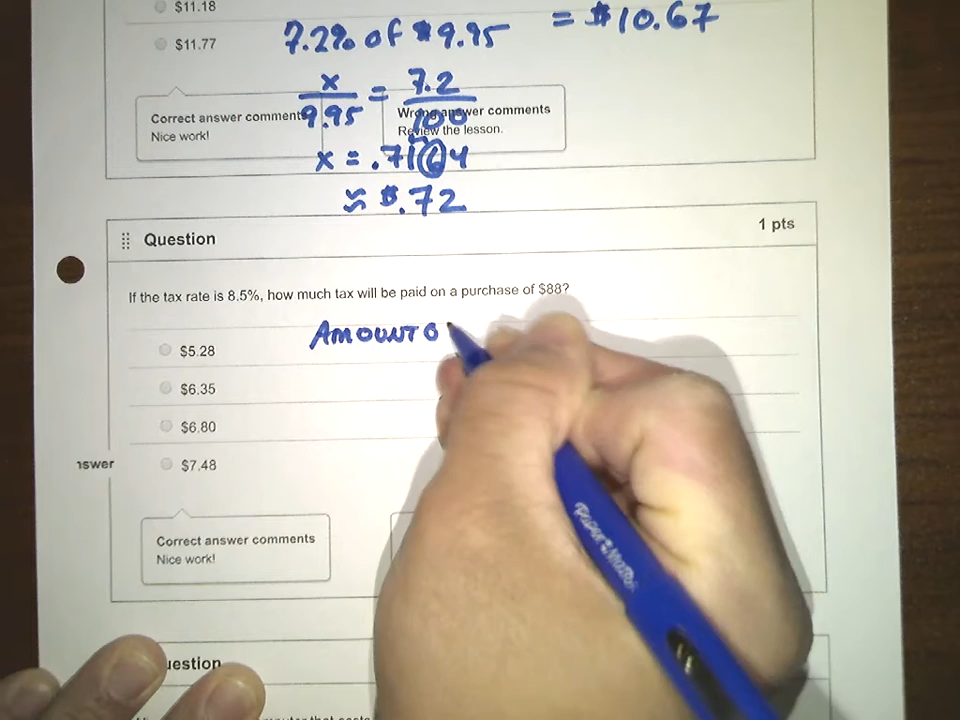 $11.18
7.2% of $9.95 = $10.67
$11.77
x/9.95 = 7.2/100
Correct answer comments
Nice work!
Wrong answer comments
Review the lesson.
x = .7164
≈ $.72
Question
1 pts
If the tax rate is 8.5%, how much tax will be paid on a purchase of $88?
AMOUNT O
$5.28
$6.35
$6.80
nswer
$7.48
Correct answer comments
Nice work!
uestion